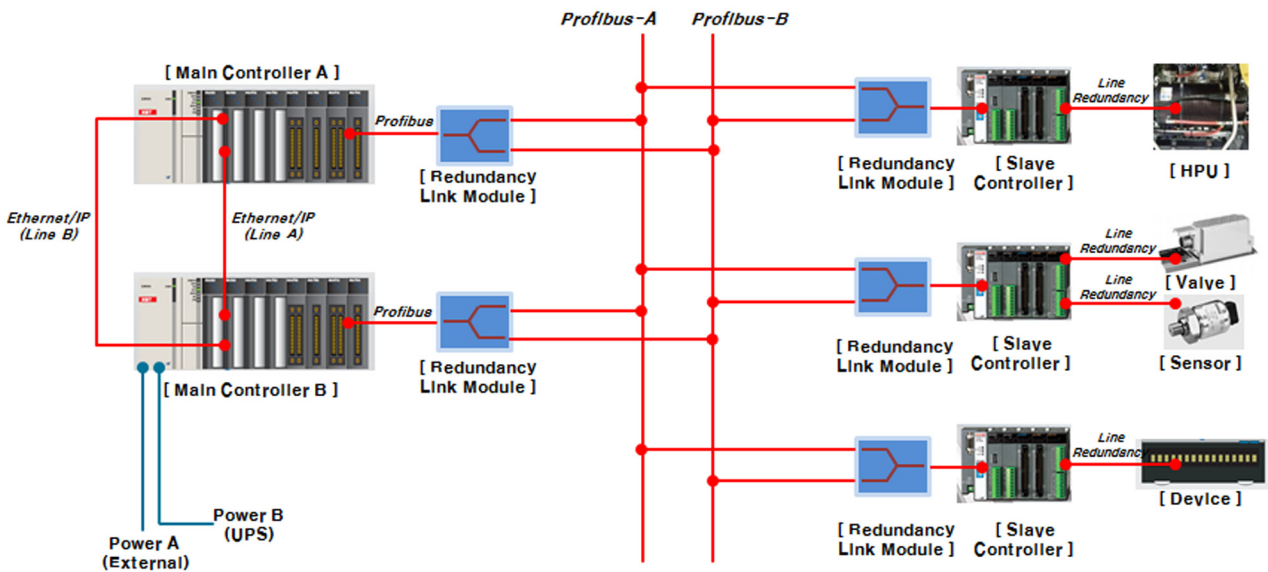 Profibus-A
Profibus-B
[ Main Controller A ]
Profibus
[ Redundancy
Link Module ]
Ethernet/IP
(Line B)
Ethernet/IP
(Line A)
Profibus
[ Redundancy
Link Module ]
[ Main Controller B ]
Power B
(UPS)
Power A
(External)
Line
Redundancy
[ Redundancy
Link Module ]
[ Slave
Controller ]
[ HPU ]
Line
Redundancy
[ Valve ]
Line
Redundancy
[ Redundancy
Link Module ]
[ Slave
Controller ]
[ Sensor ]
Line
Redundancy
[ Redundancy
Link Module ]
[ Slave
Controller ]
[ Device ]